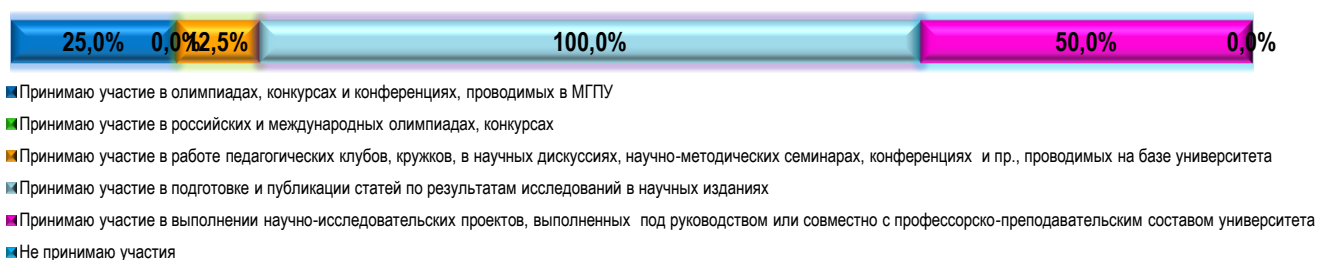 25,0% 0,0% 12,5% 100,0% 50,0% 0,0%
Принимаю участие в олимпиадах, конкурсах и конференциях, проводимых в МГПУ
Принимаю участие в российских и международных олимпиадах, конкурсах
Принимаю участие в работе педагогических клубов, кружков, в научных дискуссиях, научно-методических семинарах, конференциях и пр., проводимых на базе университета
Принимаю участие в подготовке и публикации статей по результатам исследований в научных изданиях
Принимаю участие в выполнении научно-исследовательских проектов, выполненных под руководством или совместно с профессорско-преподавательским составом университета
Не принимаю участия